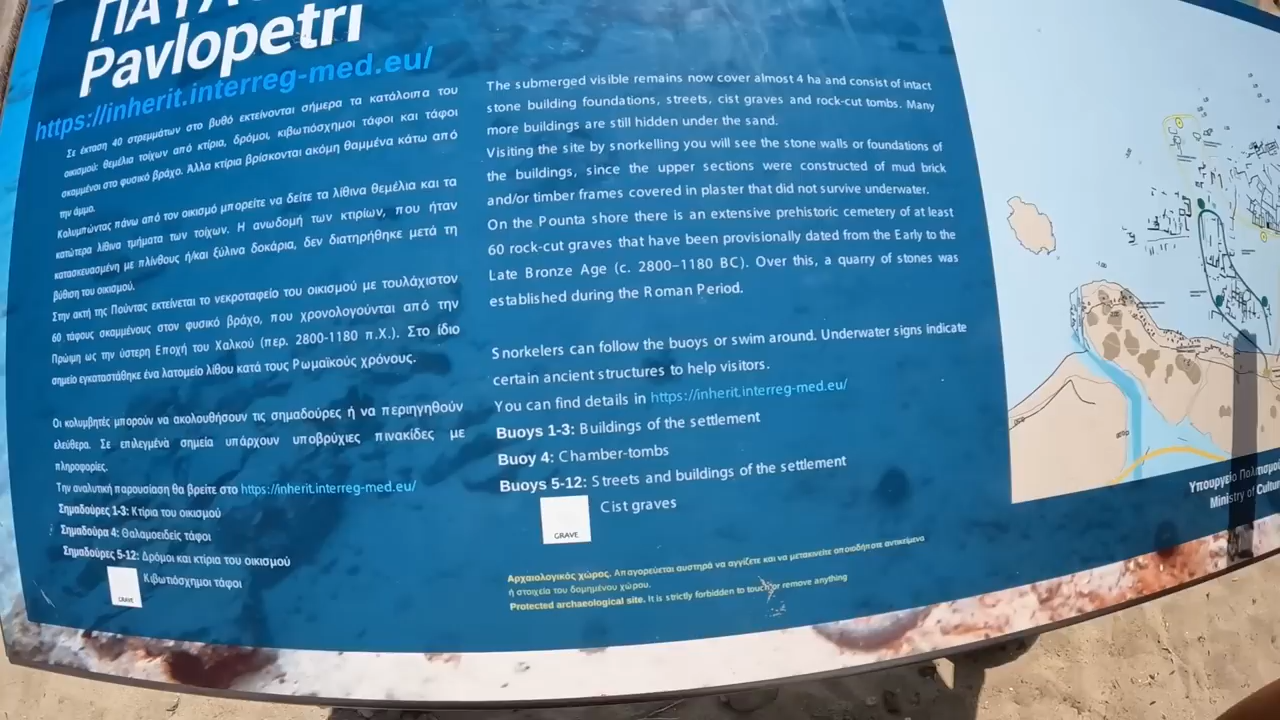 Pavlopetri
https://inherit.interreg-med.eu/
Σε έκταση 40 στρεμμάτων στο βυθό εκτείνονται σήμερα τα κατάλοιπα του
οικισμού: θεμέλια τοίχων από κτίρια, δρόμοι, κιβωτιόσχημοι τάφοι και τάφοι
σκαμμένοι στο φυσικό βράχο. Άλλα κτίρια βρίσκονται ακόμη θαμμένα κάτω από
την άμμο.
Κολυμπώντας πάνω από τον οικισμό μπορείτε να δείτε τα λίθινα θεμέλια και τα
κατώτερα λίθινα τμήματα των τοίχων. Η ανωδομή των κτιρίων, που ήταν
κατασκευασμένη με πλίνθους ή/και ξύλινα δοκάρια, δεν διατηρήθηκε μετά τη
βύθιση του οικισμού.
Στην ακτή της Πούντας εκτείνεται το νεκροταφείο του οικισμού με τουλάχιστον
60 τάφους σκαμμένους στον φυσικό βράχο, που χρονολογούνται από την
Πρώιμη ως την ύστερη Εποχή του Χαλκού (περ. 2800-1180 π.Χ.). Στο ίδιο
σημείο εγκαταστάθηκε ένα λατομείο λίθου κατά τους Ρωμαϊκούς χρόνους.
Οι κολυμβητές μπορούν να ακολουθήσουν τις σημαδούρες ή να περιηγηθούν
ελεύθερα. Σε επιλεγμένα σημεία υπάρχουν υποβρύχιες πινακίδες με
πληροφορίες.
Την αναλυτική παρουσίαση θα βρείτε στο https://inherit.interreg-med.eu/
Σημαδούρες 1-3: Κτίρια του οικισμού
Σημαδούρα 4: Θαλαμοειδείς τάφοι
Σημαδούρες 5-12: Δρόμοι και κτίρια του οικισμού
GRAVE Κιβωτιόσχημοι τάφοι
The submerged visible remains now cover almost 4 ha and consist of intact
stone building foundations, streets, cist graves and rock-cut tombs. Many
more buildings are still hidden under the sand.
Visiting the site by snorkelling you will see the stone walls or foundations of
the buildings, since the upper sections were constructed of mud brick
and/or timber frames covered in plaster that did not survive underwater.
On the Pounta shore there is an extensive prehistoric cemetery of at least
60 rock-cut graves that have been provisionally dated from the Early to the
Late Bronze Age (c. 2800–1180 BC). Over this, a quarry of stones was
established during the Roman Period.
Snorkelers can follow the buoys or swim around. Underwater signs indicate
certain ancient structures to help visitors.
You can find details in https://inherit.interreg-med.eu/
Buoys 1-3: Buildings of the settlement
Buoy 4: Chamber-tombs
Buoys 5-12: Streets and buildings of the settlement
GRAVE Cist graves
Αρχαιολογικός χώρος. Απαγορεύεται αυστηρά να αγγίζετε και να μετακινείτε οποιοδήποτε αντικείμενο
ή στοιχεία του δομημένου χώρου.
Protected archaeological site. It is strictly forbidden to touch or remove anything
Υπουργείο Πολιτισμού
Ministry of Cultur